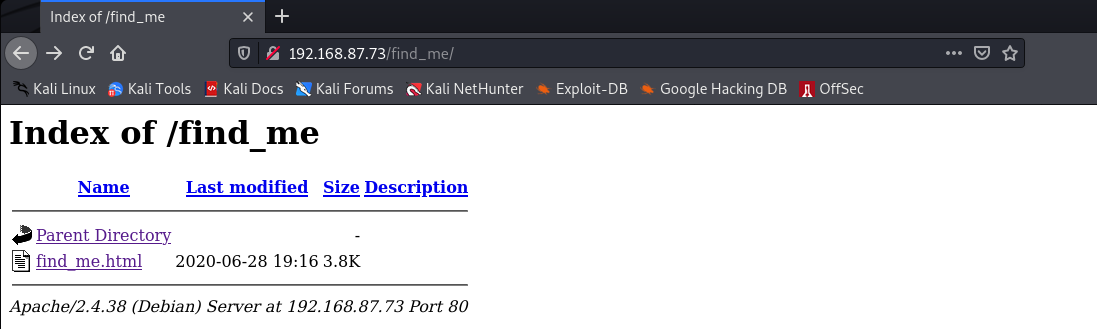 Index of /find_me
192.168.87.73/find_me/
Kali Linux Kali Tools Kali Docs Kali Forums Kali NetHunter Exploit-DB Google Hacking DB OffSec
Index of /find_me
Name Last modified Size Description
Parent Directory -
find_me.html 2020-06-28 19:16 3.8K
Apache/2.4.38 (Debian) Server at 192.168.87.73 Port 80